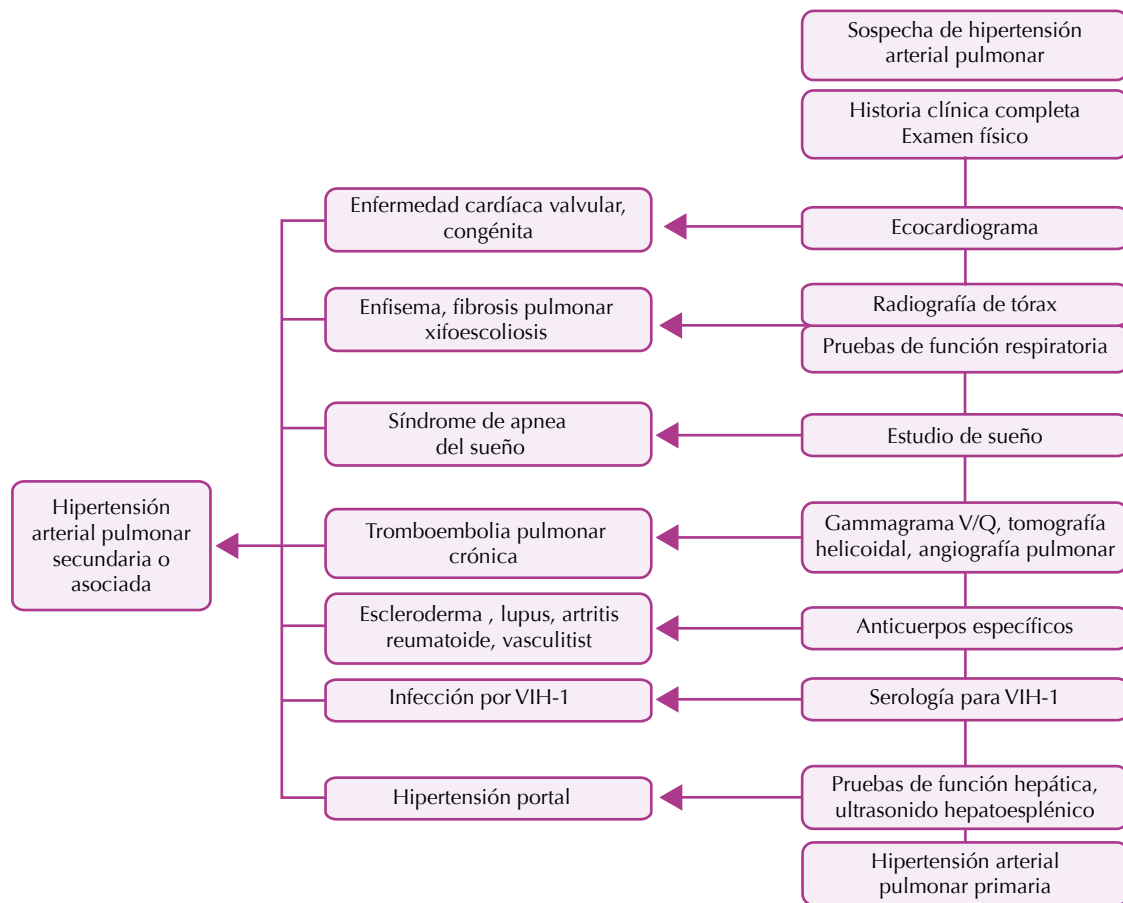 Sospecha de hipertensión
arterial pulmonar
Historia clínica completa
Examen físico
Enfermedad cardíaca valvular,
congénita
Ecocardiograma
Enfisema, fibrosis pulmonar
xifoescoliosis
Radiografía de tórax
Pruebas de función respiratoria
Síndrome de apnea
del sueño
Estudio de sueño
Hipertensión
arterial pulmonar
secundaria o
asociada
Tromboembolia pulmonar
crónica
Gammagrama V/Q, tomografía
helicoidal, angiografía pulmonar
Escleroderma , lupus, artritis
reumatoide, vasculitist
Anticuerpos específicos
Infección por VIH-1
Serología para VIH-1
Hipertensión portal
Pruebas de función hepática,
ultrasonido hepatoesplénico
Hipertensión arterial
pulmonar primaria